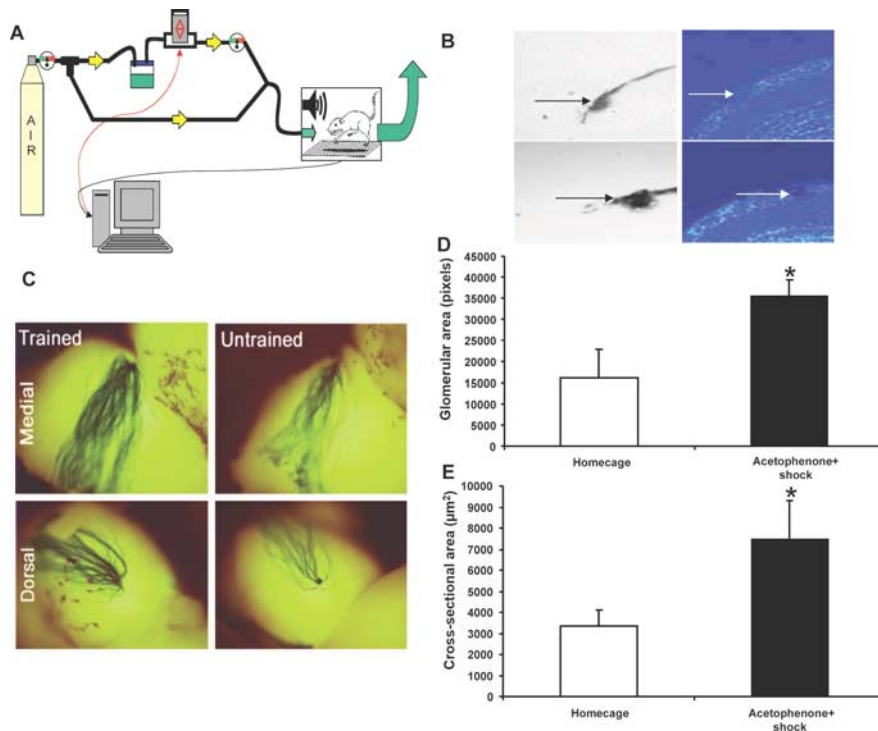 A
AIR
B
C
Trained
Untrained
Medial
Dorsal
D
Glomerular area (pixels)
45000
40000
35000
30000
25000
20000
15000
10000
5000
0
*
Homecage
Acetophenone+
shock
E
Cross-sectional area (µm²)
10000
9000
8000
7000
6000
5000
4000
3000
2000
1000
0
*
Homecage
Acetophenone+
shock